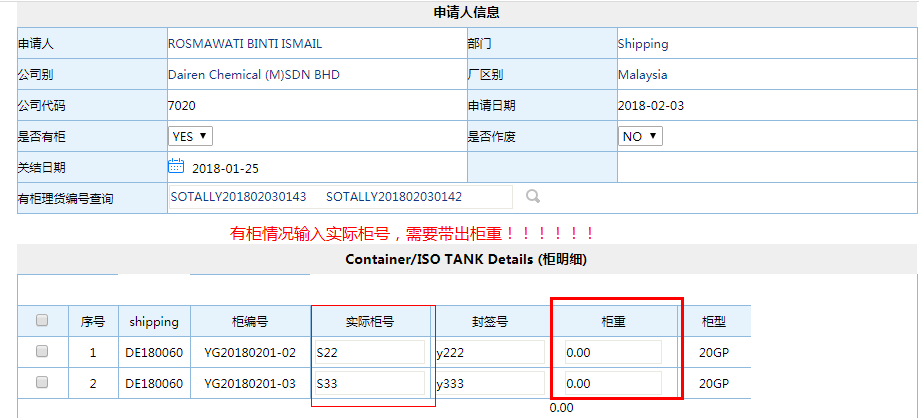 申请人信息
申请人 ROSMAWATI BINTI ISMAIL 部门 Shipping
公司别 Dairen Chemical (M)SDN BHD 厂区别 Malaysia
公司代码 7020 申请日期 2018-02-03
是否有柜 YES 是否作废 NO
关结日期 2018-01-25
有柜理货编号查询 SOTALLY201802030143 SOTALLY201802030142
有柜情况输入实际柜号，需要带出柜重！！！！！！
Container/ISO TANK Details (柜明细)
序号 shipping 柜编号 实际柜号 封签号 柜重 柜型
1 DE180060 YG20180201-02 S22 y222 0.00 20GP
2 DE180060 YG20180201-03 S33 y333 0.00 20GP
0.00